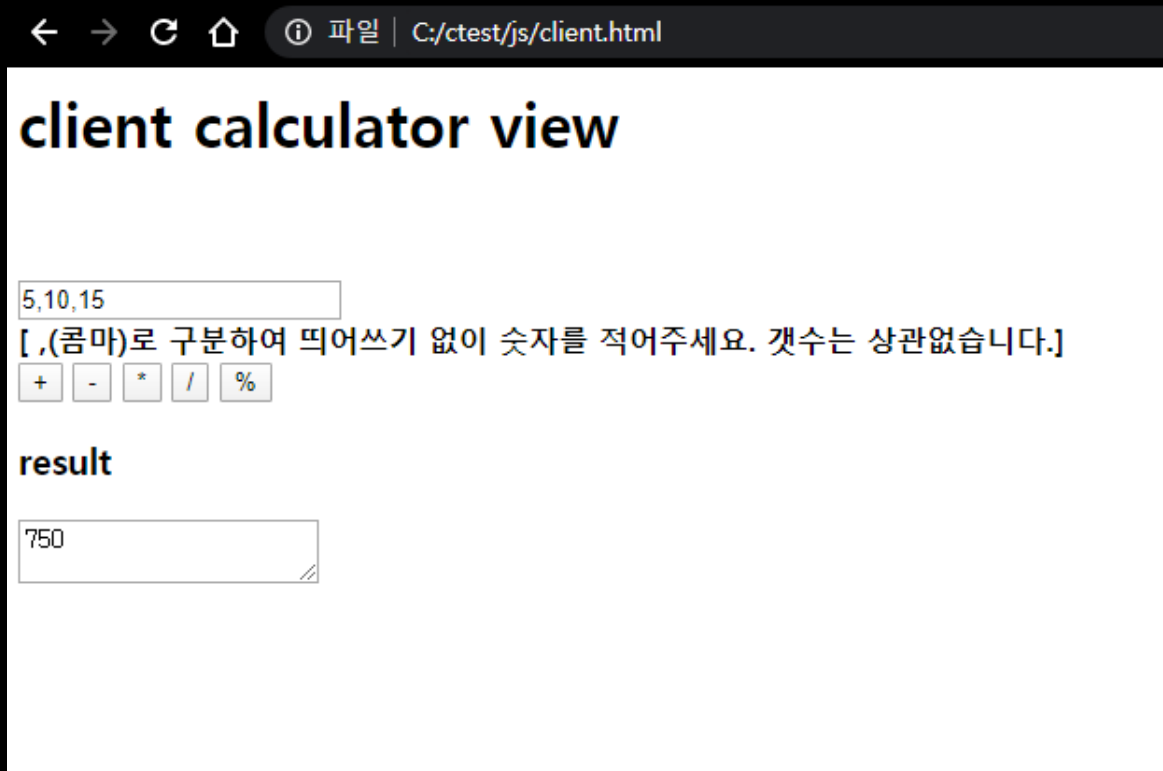 파일 C:/ctest/js/client.html
client calculator view
5,10,15
[ ,(콤마)로 구분하여 띄어쓰기 없이 숫자를 적어주세요. 갯수는 상관없습니다.]
+ - * / %
result
750